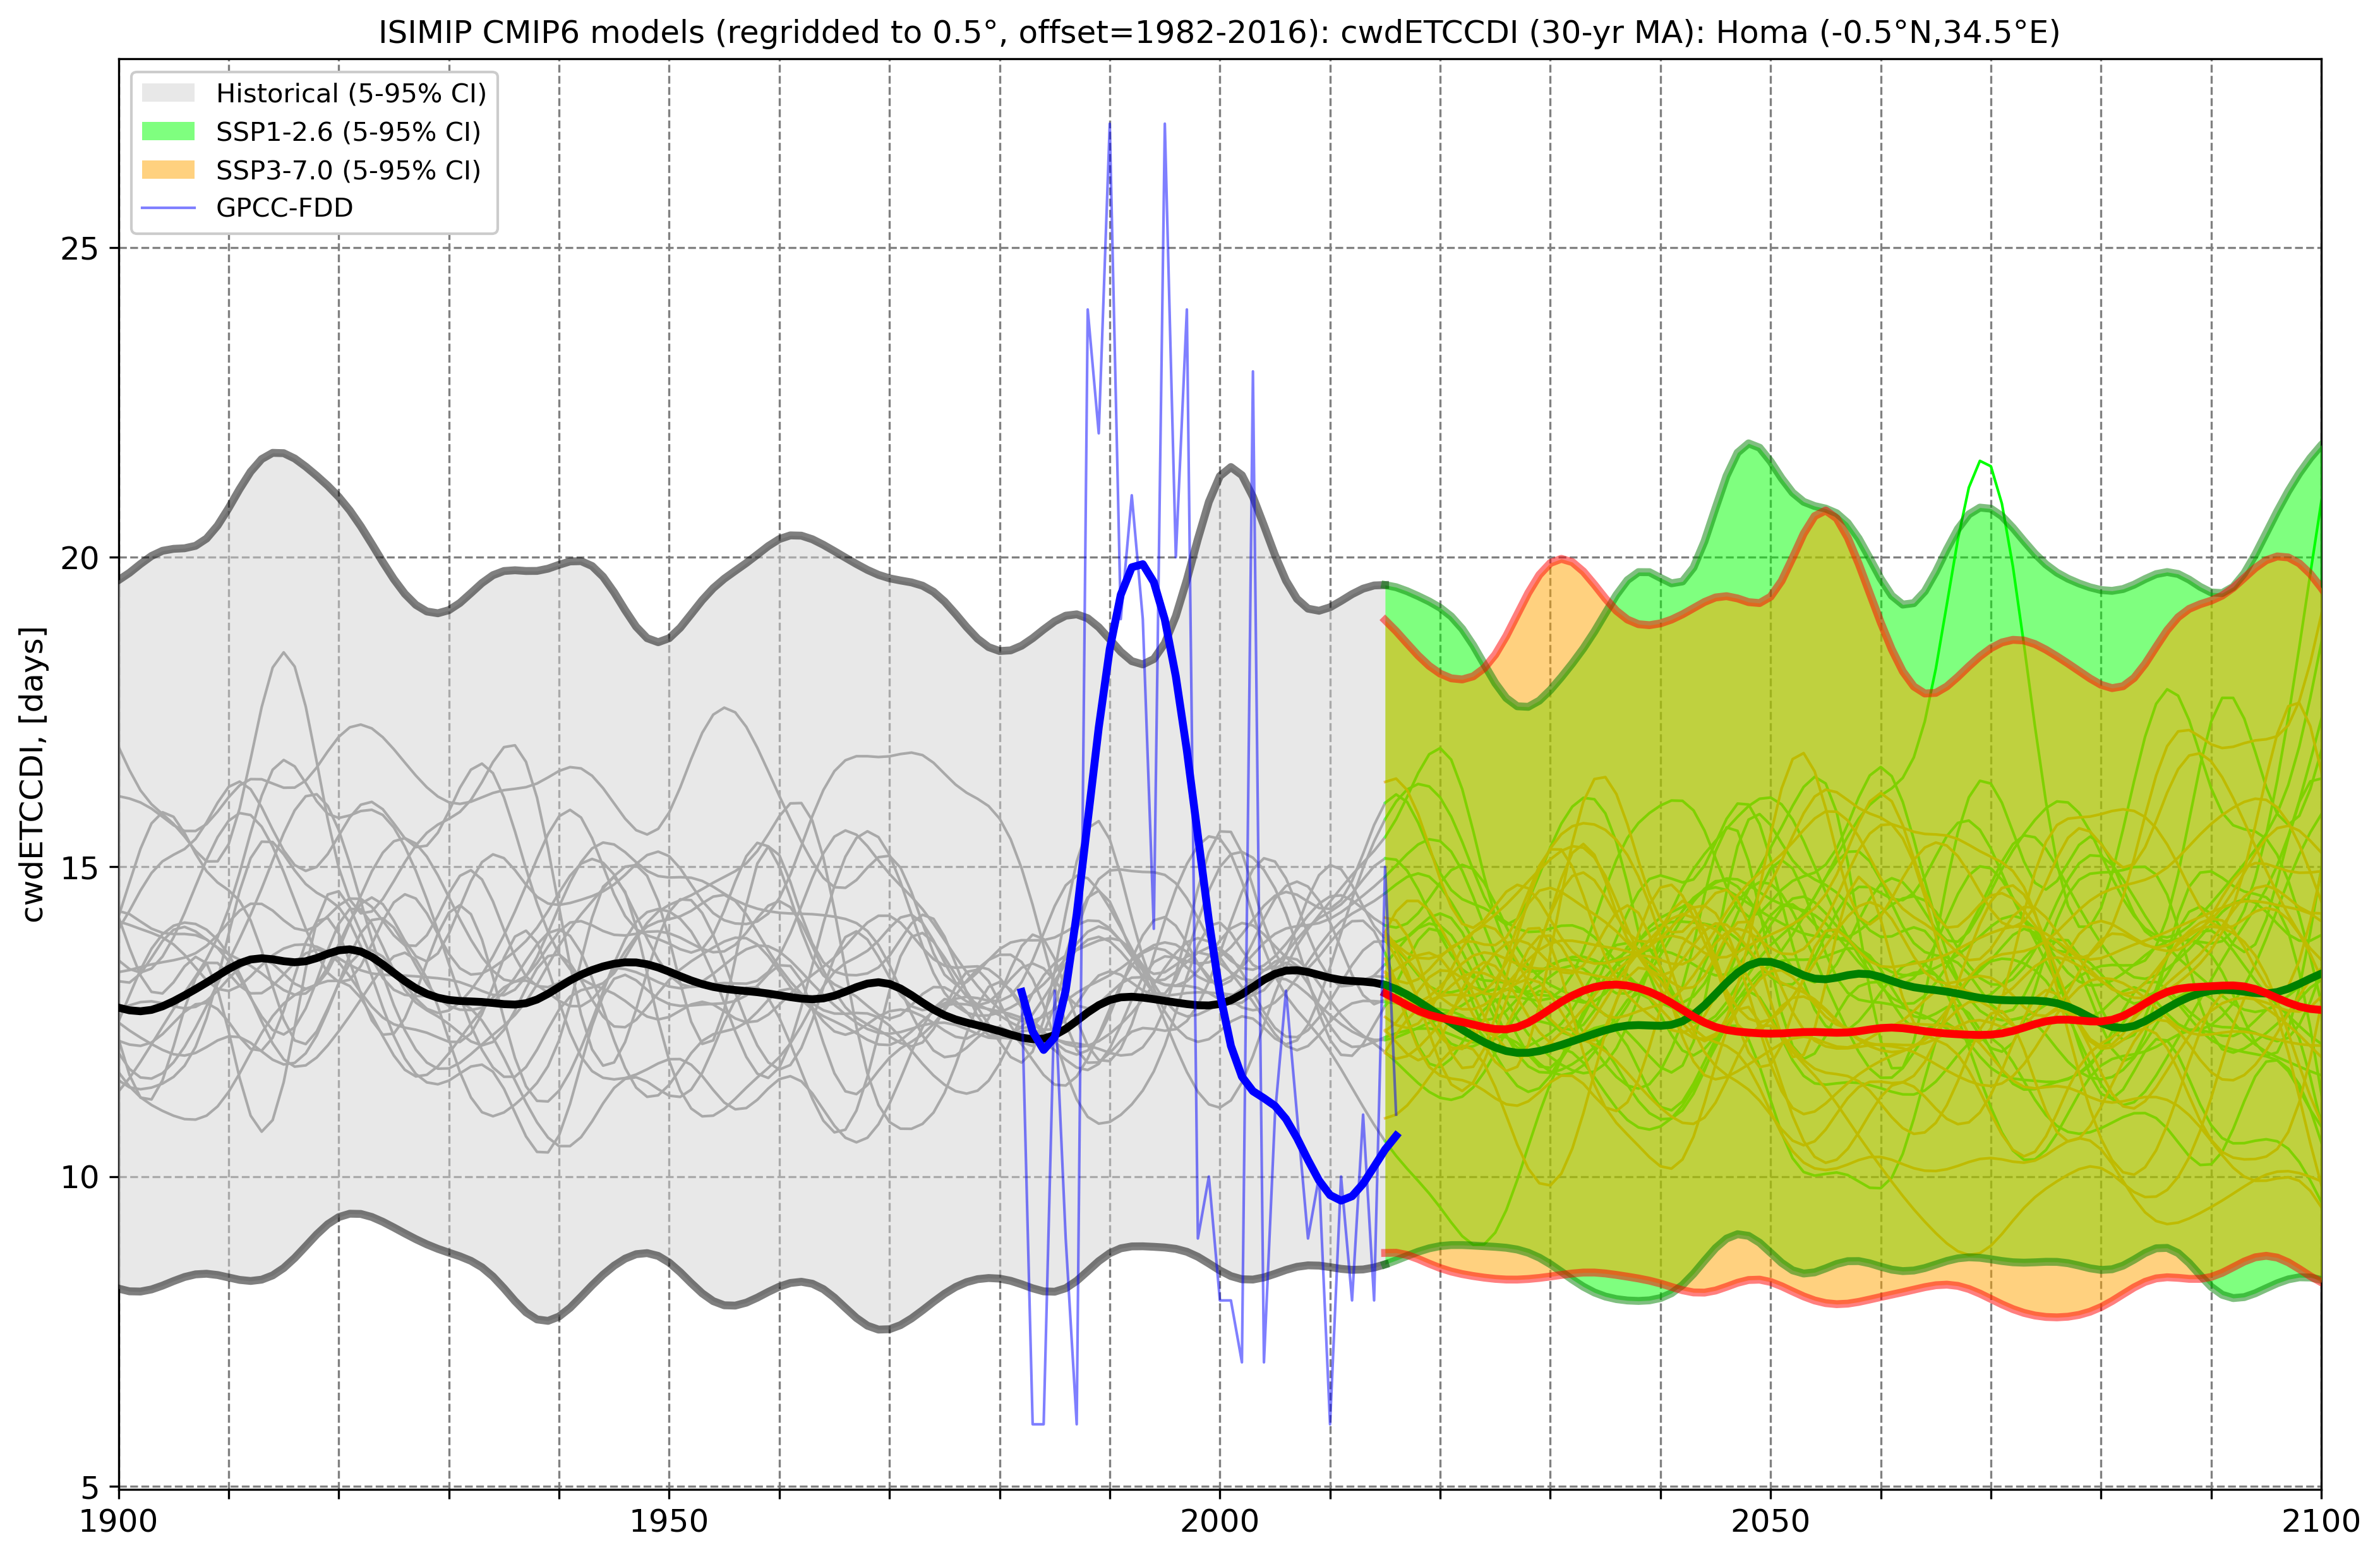 ISIMIP CMIP6 models (regridded to 0.5°, offset=1982-2016): cwdETCCDI (30-yr MA): Homa (-0.5°N,34.5°E)
Historical (5-95% CI)
SSP1-2.6 (5-95% CI)
SSP3-7.0 (5-95% CI)
GPCC-FDD
cwdETCCDI, [days]
25
20
15
10
5
1900
1950
2000
2050
2100